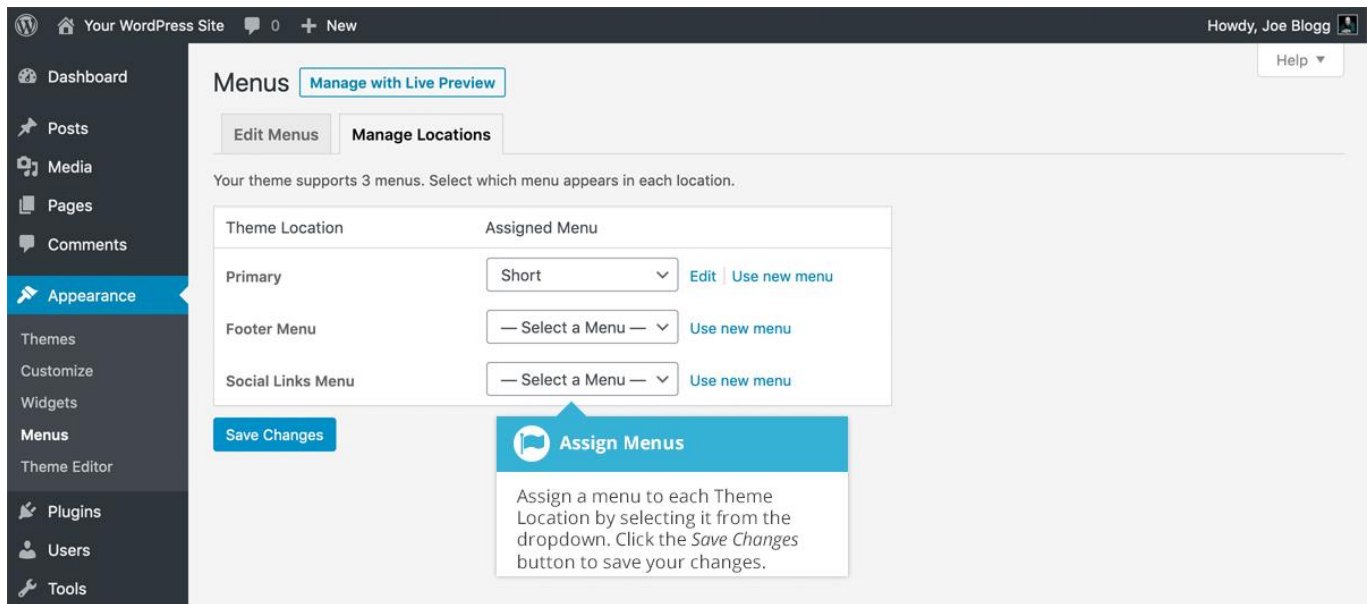 Your WordPress Site 0 + New Howdy, Joe Blogg
Help ▼
Dashboard
Posts
Media
Pages
Comments
Appearance
Themes
Customize
Widgets
Menus
Theme Editor
Plugins
Users
Tools
Menus Manage with Live Preview
Edit Menus Manage Locations
Your theme supports 3 menus. Select which menu appears in each location.
Theme Location Assigned Menu
Primary Short Edit | Use new menu
Footer Menu — Select a Menu — Use new menu
Social Links Menu — Select a Menu — Use new menu
Save Changes
Assign Menus
Assign a menu to each Theme
Location by selecting it from the
dropdown. Click the Save Changes
button to save your changes.